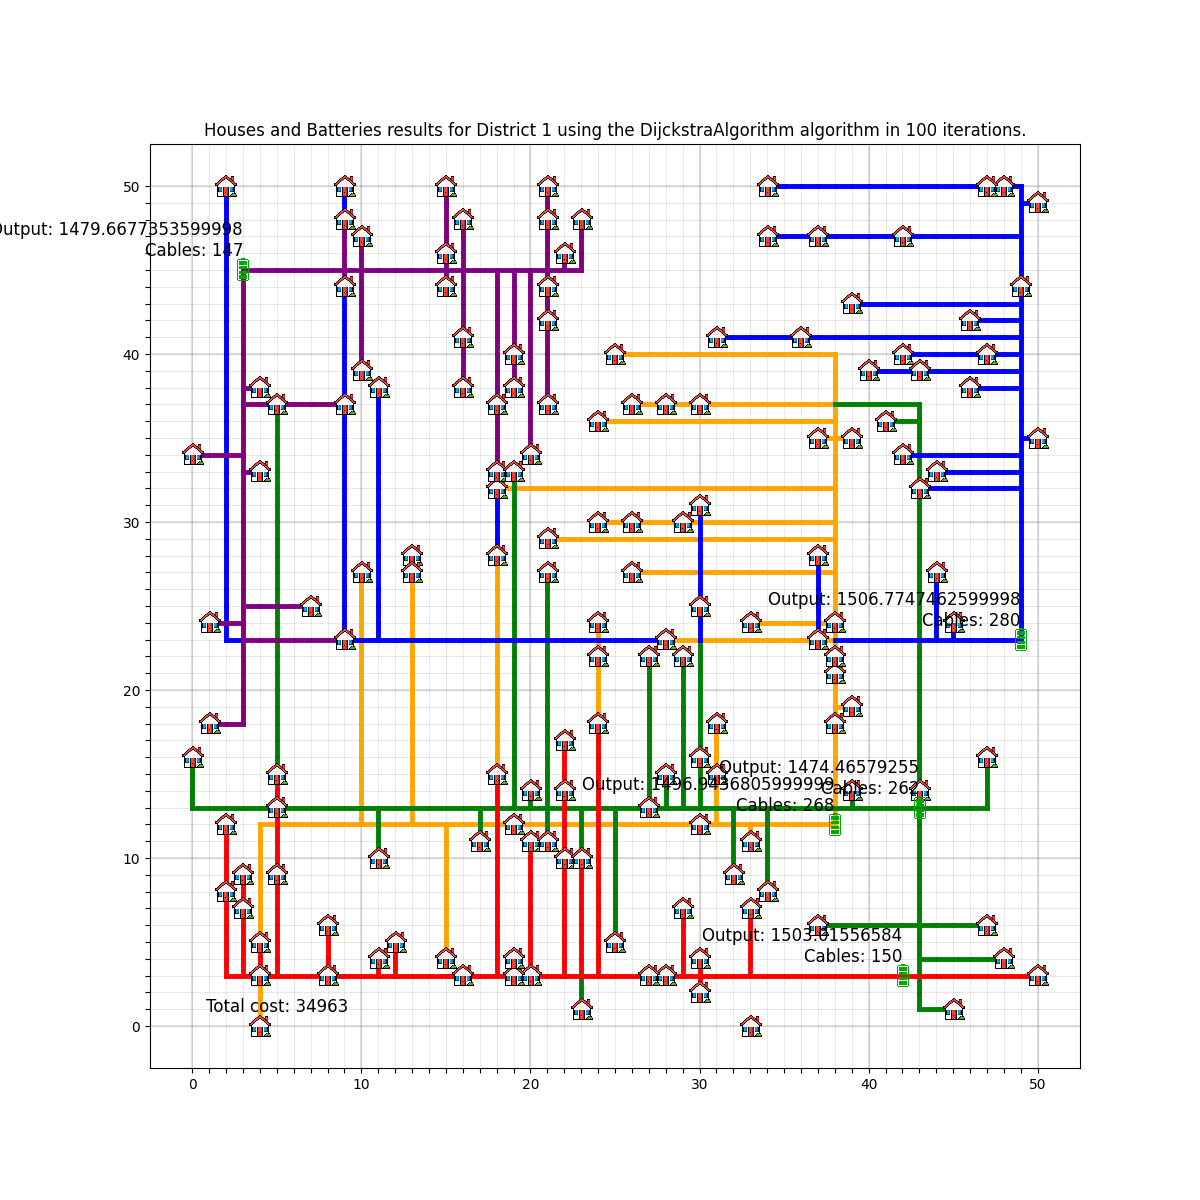 Houses and Batteries results for District 1 using the DijckstraAlgorithm algorithm in 100 iterations.
Output: 1479.6677353599998
Cables: 147
Output: 1506.7747462599998
Cables: 280
Output: 1474.46579255
Cables: 262
Output: 1496.9436805999999
Cables: 268
Output: 1503.61556584
Cables: 150
Total cost: 34963
50
40
30
20
10
0
0 10 20 30 40 50